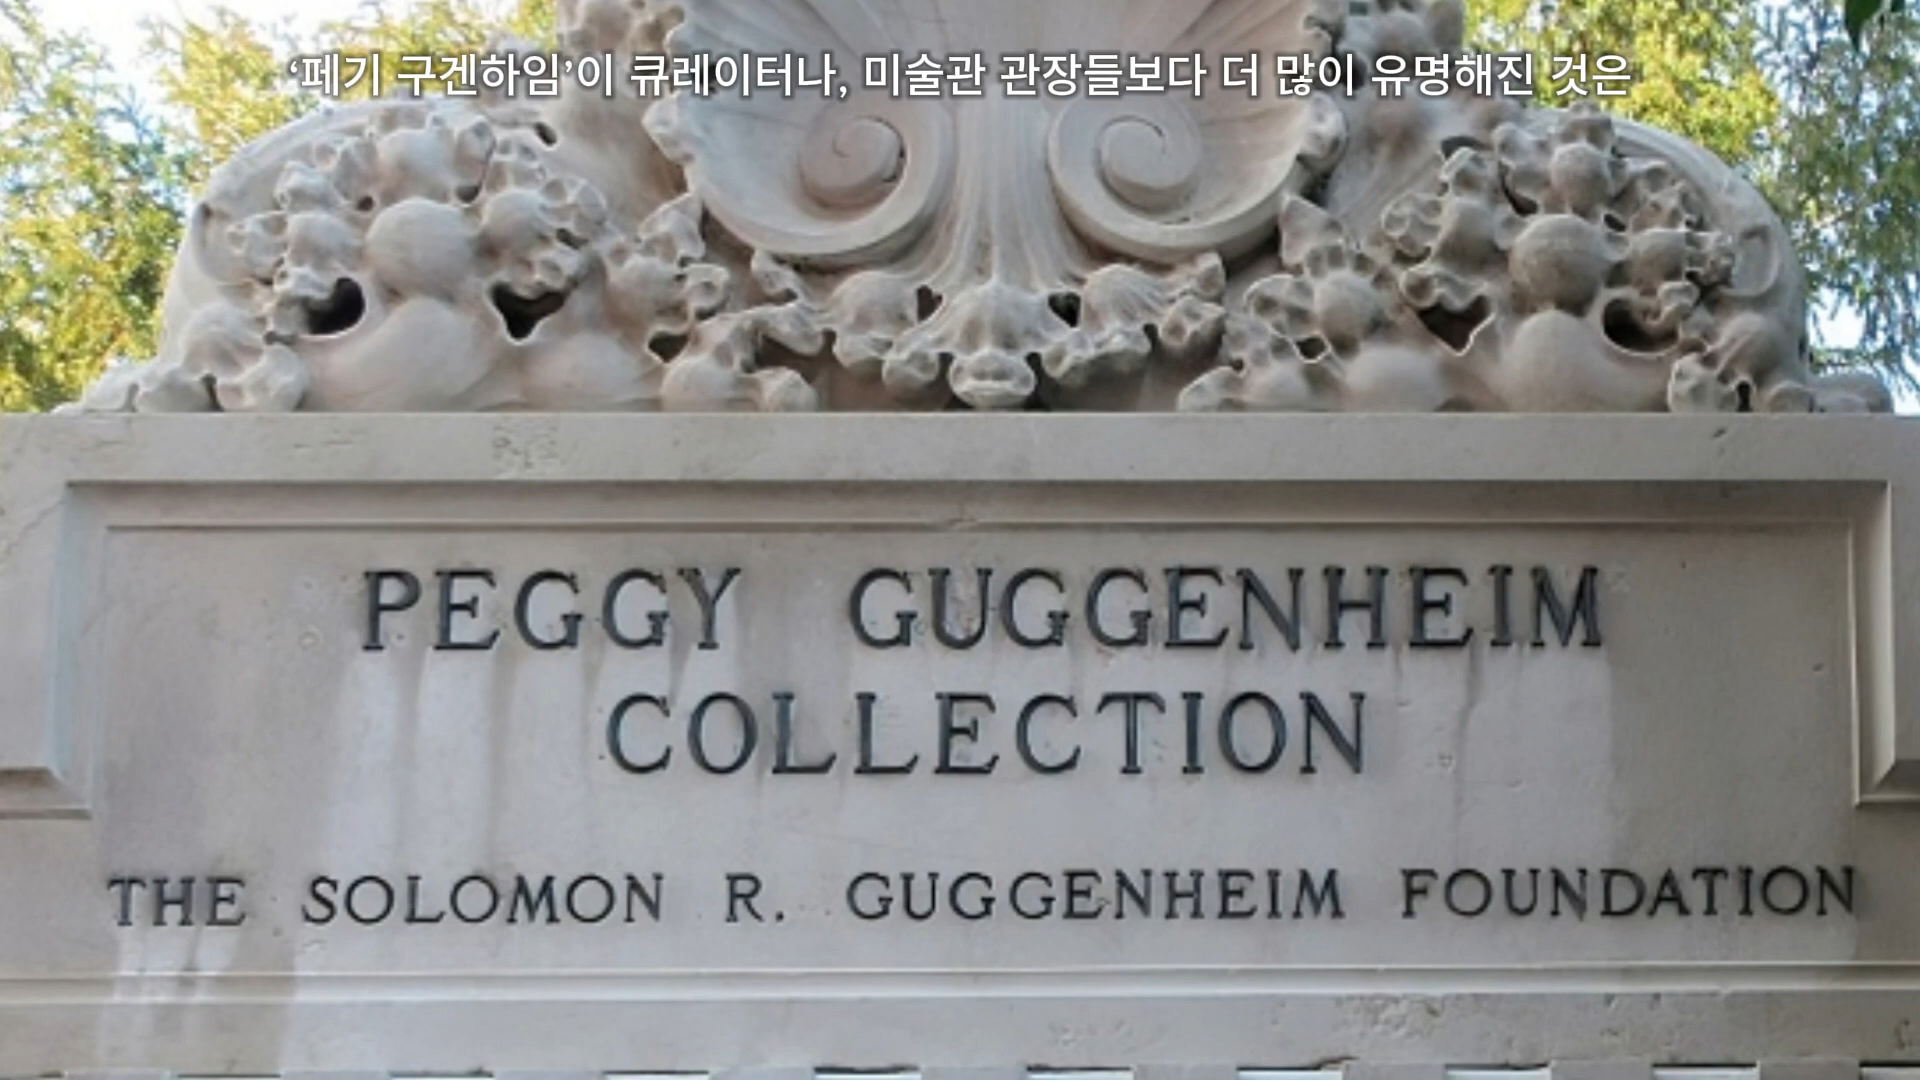 ‘페기 구겐하임’이 큐레이터나, 미술관 관장들보다 더 많이 유명해진 것은
PEGGY GUGGENHEIM
COLLECTION
THE SOLOMON R. GUGGENHEIM FOUNDATION